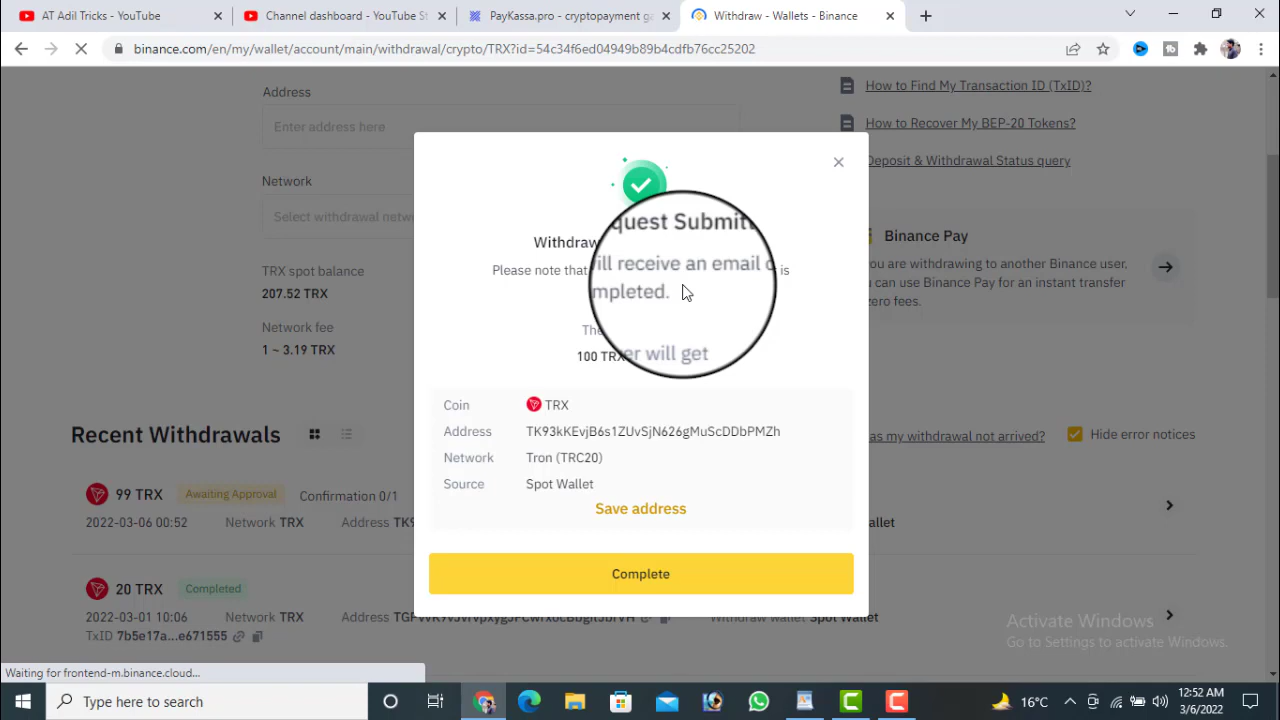 AT Adil Tricks - YouTube
Channel dashboard - YouTube St
PayKassa.pro - cryptopayment ga
Withdraw - Wallets - Binance
binance.com/en/my/wallet/account/main/withdrawal/crypto/TRX?id=54c34f6ed04949b89b4cdfb76cc25202
Address
Enter address here
Network
Select withdrawal netw
TRX spot balance
207.52 TRX
Network fee
1 ~ 3.19 TRX
How to Find My Transaction ID (TxID)?
How to Recover My BEP-20 Tokens?
Deposit & Withdrawal Status query
Binance Pay
you are withdrawing to another Binance user,
can use Binance Pay for an instant transfer
zero fees.
Withdraw quest Submitt
Please note that ill receive an email is
mpleted.
The er will get
100 TRX
Coin TRX
Address TK93kKEvjB6s1ZUvSjN626gMuScDDbPMZh
Network Tron (TRC20)
Source Spot Wallet
Save address
Complete
Recent Withdrawals
as my withdrawal not arrived?
Hide error notices
99 TRX Awaiting Approval Confirmation 0/1
2022-03-06 00:52 Network TRX Address TK9 llet
20 TRX Completed
2022-03-01 10:06 Network TRX Address Withdraw wallet Spot Wallet
TxID 7b5e17a...e671555
Activate Windows
Go to Settings to activate Windows.
Waiting for frontend-m.binance.cloud...
Type here to search
16°C
12:52 AM
3/6/2022